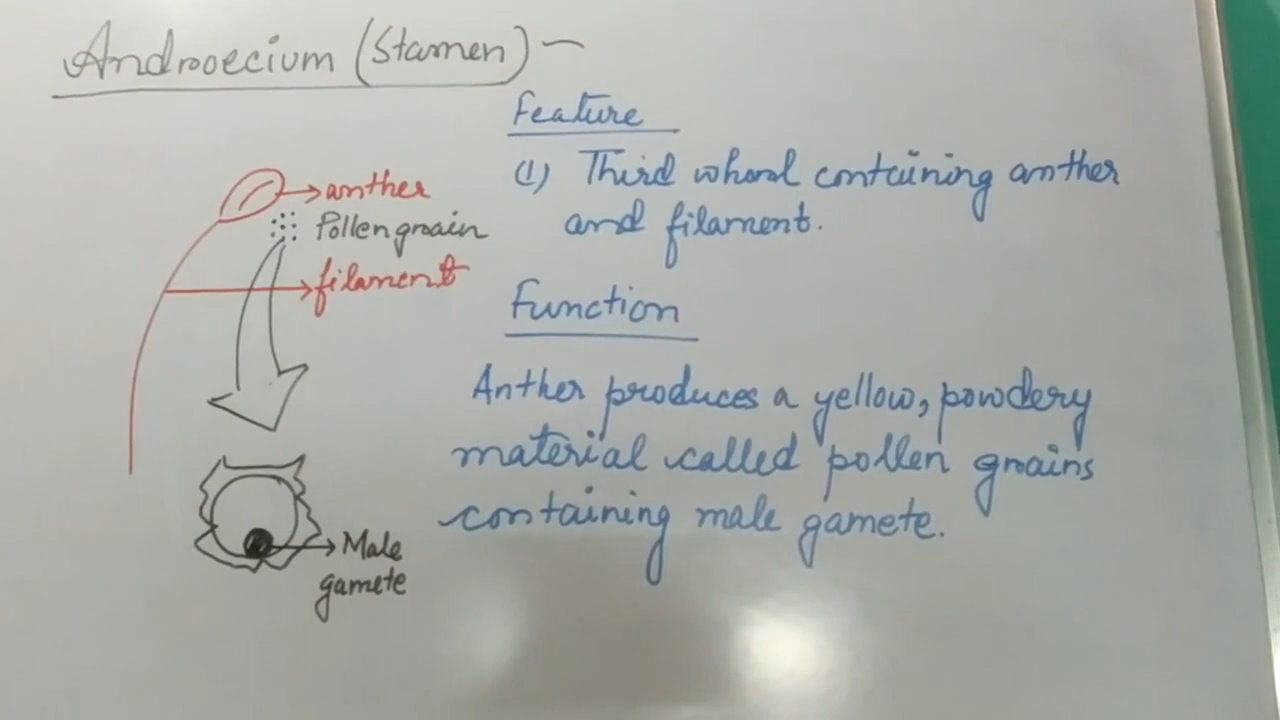 Androecium (Stamen) –
Feature
(1) Third whorl containing anther
and filament.
anther
Pollen grain
filament
Function
Anther produces a yellow, powdery
material called pollen grains
containing male gamete.
Male
gamete